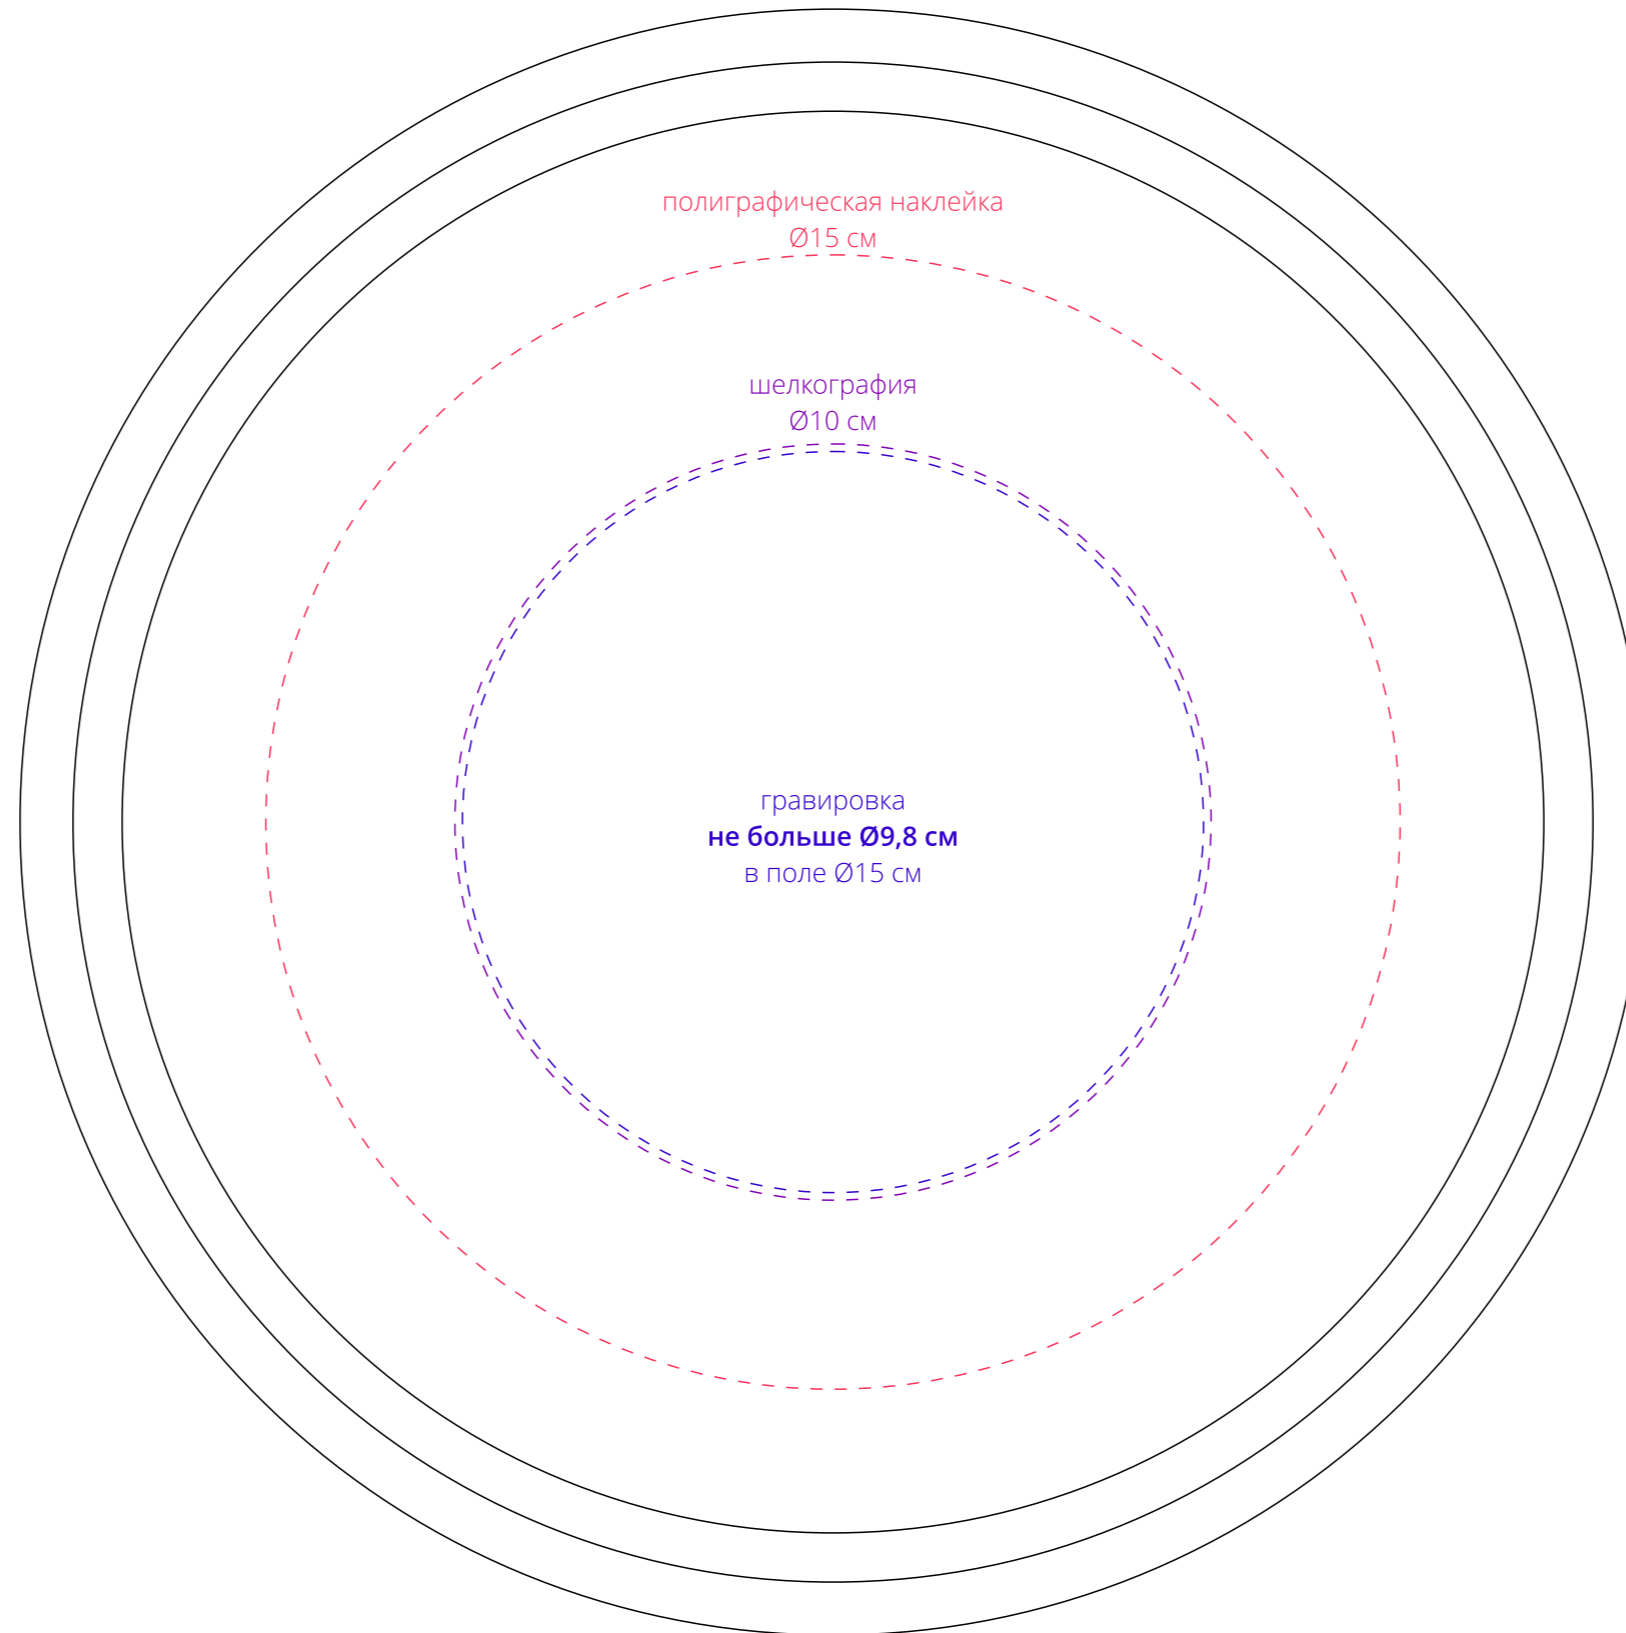 полиграфическая наклейка
Ø15 см
шелкография
Ø10 см
гравировка
не больше Ø9,8 см
в поле Ø15 см